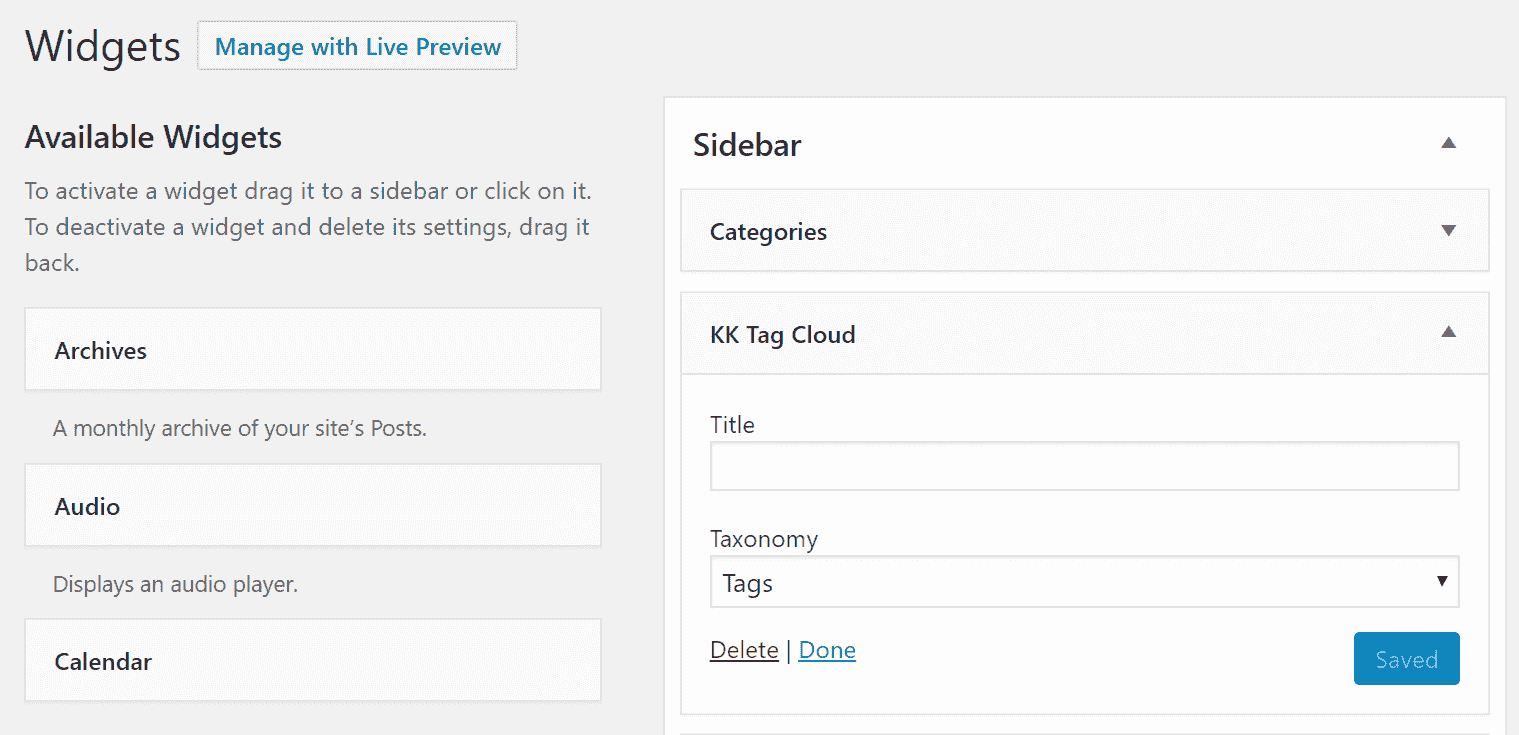 Widgets
Manage with Live Preview
Available Widgets
To activate a widget drag it to a sidebar or click on it.
To deactivate a widget and delete its settings, drag it
back.
Archives
A monthly archive of your site’s Posts.
Audio
Displays an audio player.
Calendar
Sidebar
Categories
KK Tag Cloud
Title
Taxonomy
Tags
Delete | Done
Saved